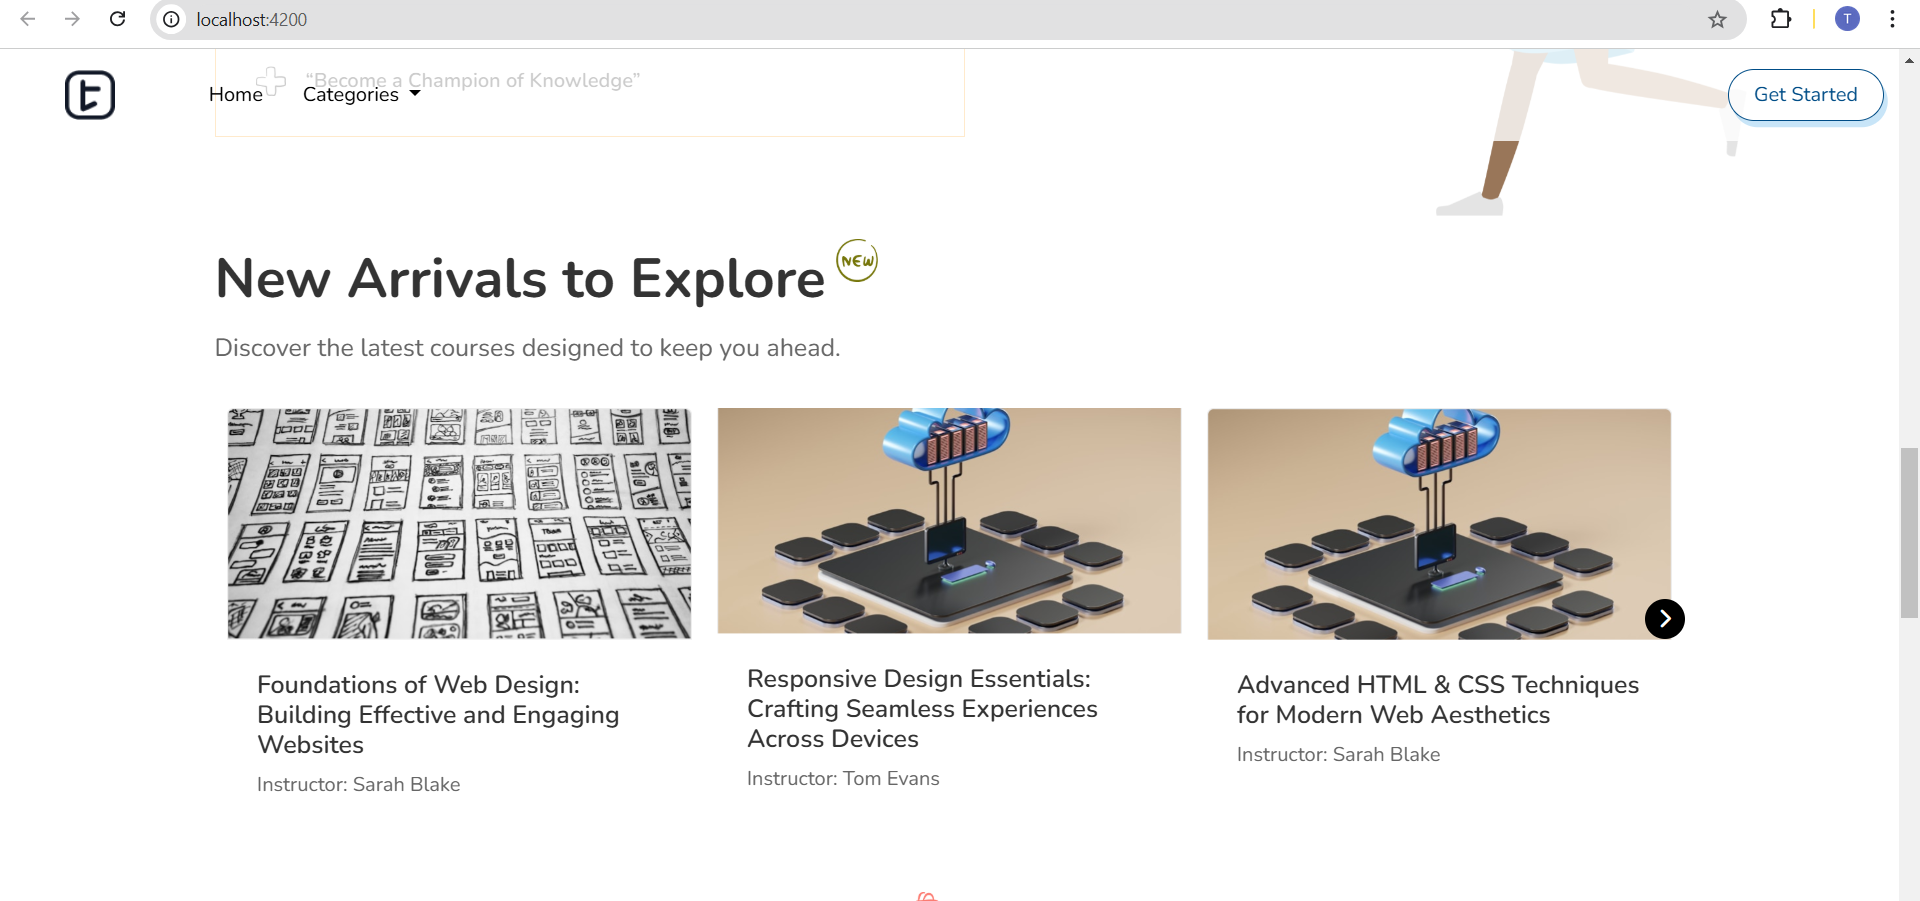 localhost:4200
T
“Become a Champion of Knowledge”
Home
Categories
Get Started
New Arrivals to Explore
NEW
Discover the latest courses designed to keep you ahead.
Foundations of Web Design:
Building Effective and Engaging
Websites
Instructor: Sarah Blake
Responsive Design Essentials:
Crafting Seamless Experiences
Across Devices
Instructor: Tom Evans
Advanced HTML & CSS Techniques
for Modern Web Aesthetics
Instructor: Sarah Blake